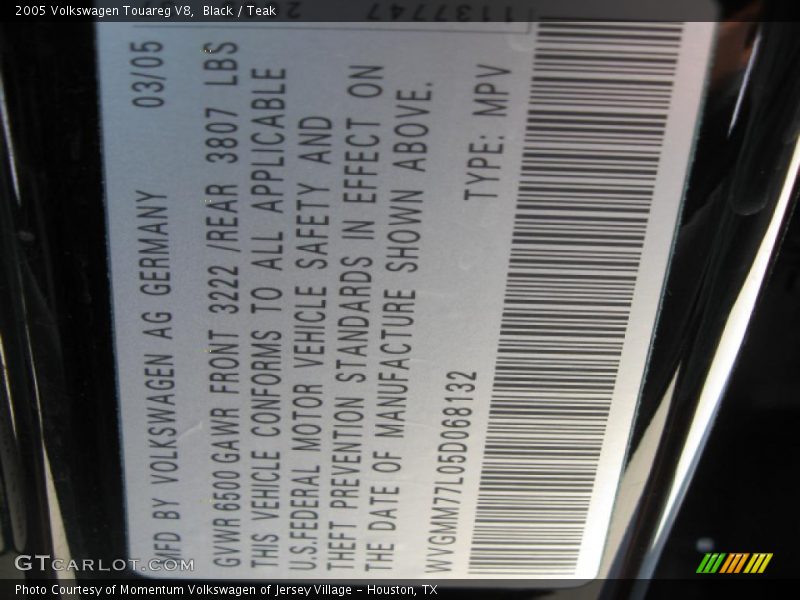 2005 Volkswagen Touareg V8, Black / Teak
1137747
MFD BY VOLKSWAGEN AG GERMANY 03/05
GVWR 6500 GAWR FRONT 3222 /REAR 3807 LBS
THIS VEHICLE CONFORMS TO ALL APPLICABLE
U.S.FEDERAL MOTOR VEHICLE SAFETY AND
THEFT PREVENTION STANDARDS IN EFFECT ON
THE DATE OF MANUFACTURE SHOWN ABOVE.
WVGMM77L05D068132 TYPE: MPV
GTCARLOT.COM
Photo Courtesy of Momentum Volkswagen of Jersey Village - Houston, TX